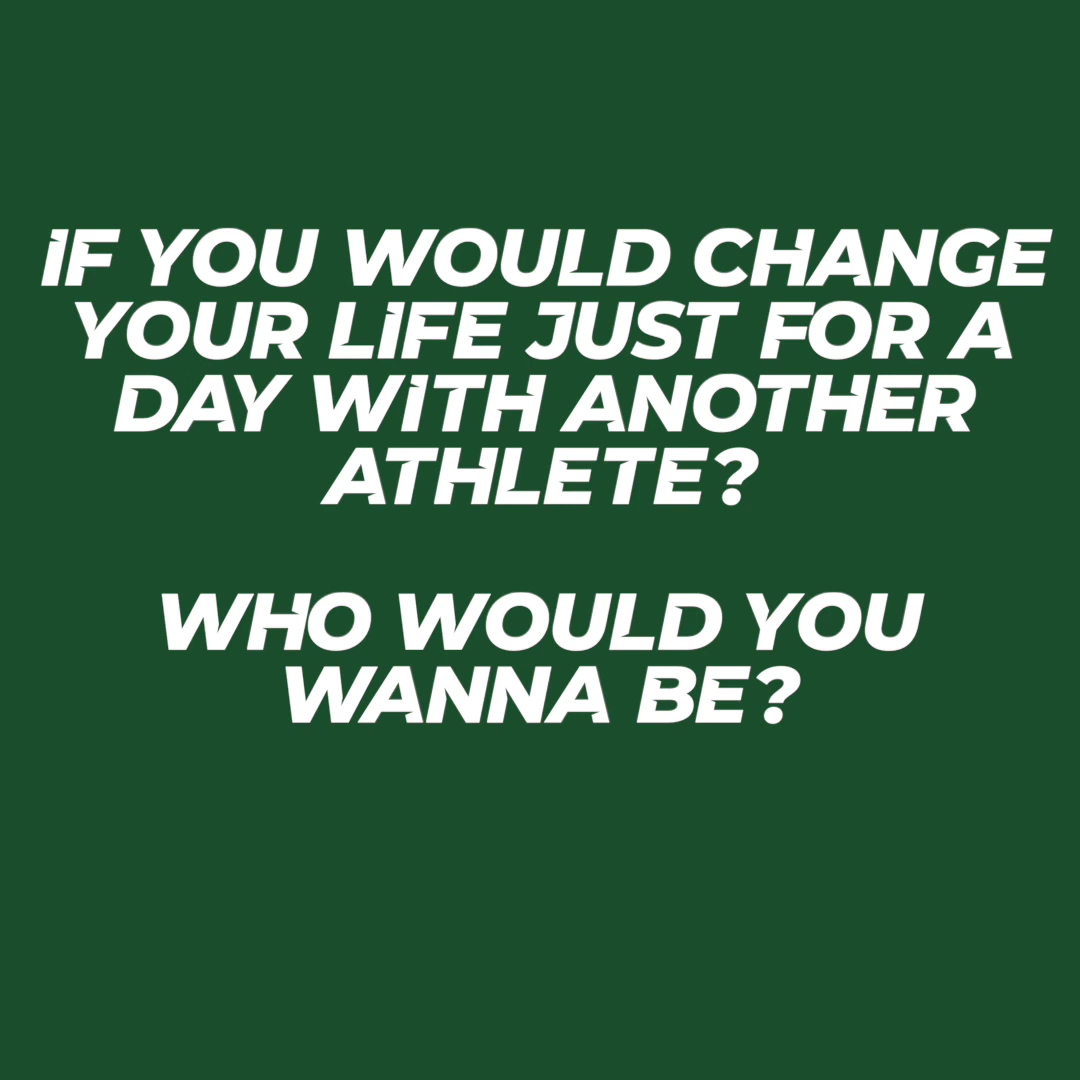 IF YOU WOULD CHANGE
YOUR LIFE JUST FOR A
DAY WITH ANOTHER
ATHLETE?
WHO WOULD YOU
WANNA BE?